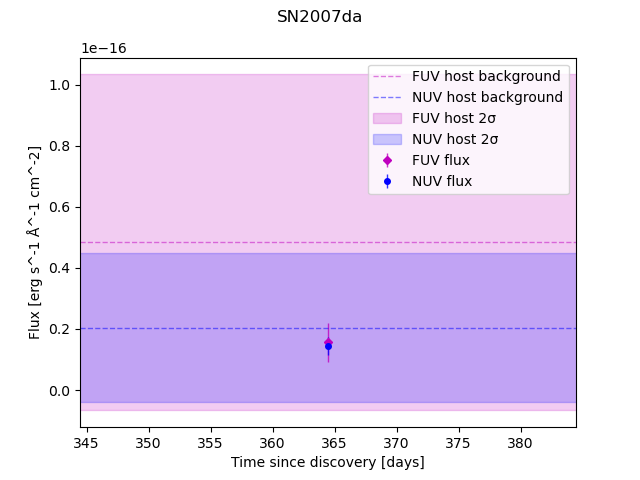 SN2007da
1e−16
FUV host background
NUV host background
FUV host 2σ
NUV host 2σ
FUV flux
NUV flux
1.0
0.8
0.6
0.4
0.2
0.0
Flux [erg s^-1 Å^-1 cm^-2]
345 350 355 360 365 370 375 380
Time since discovery [days]